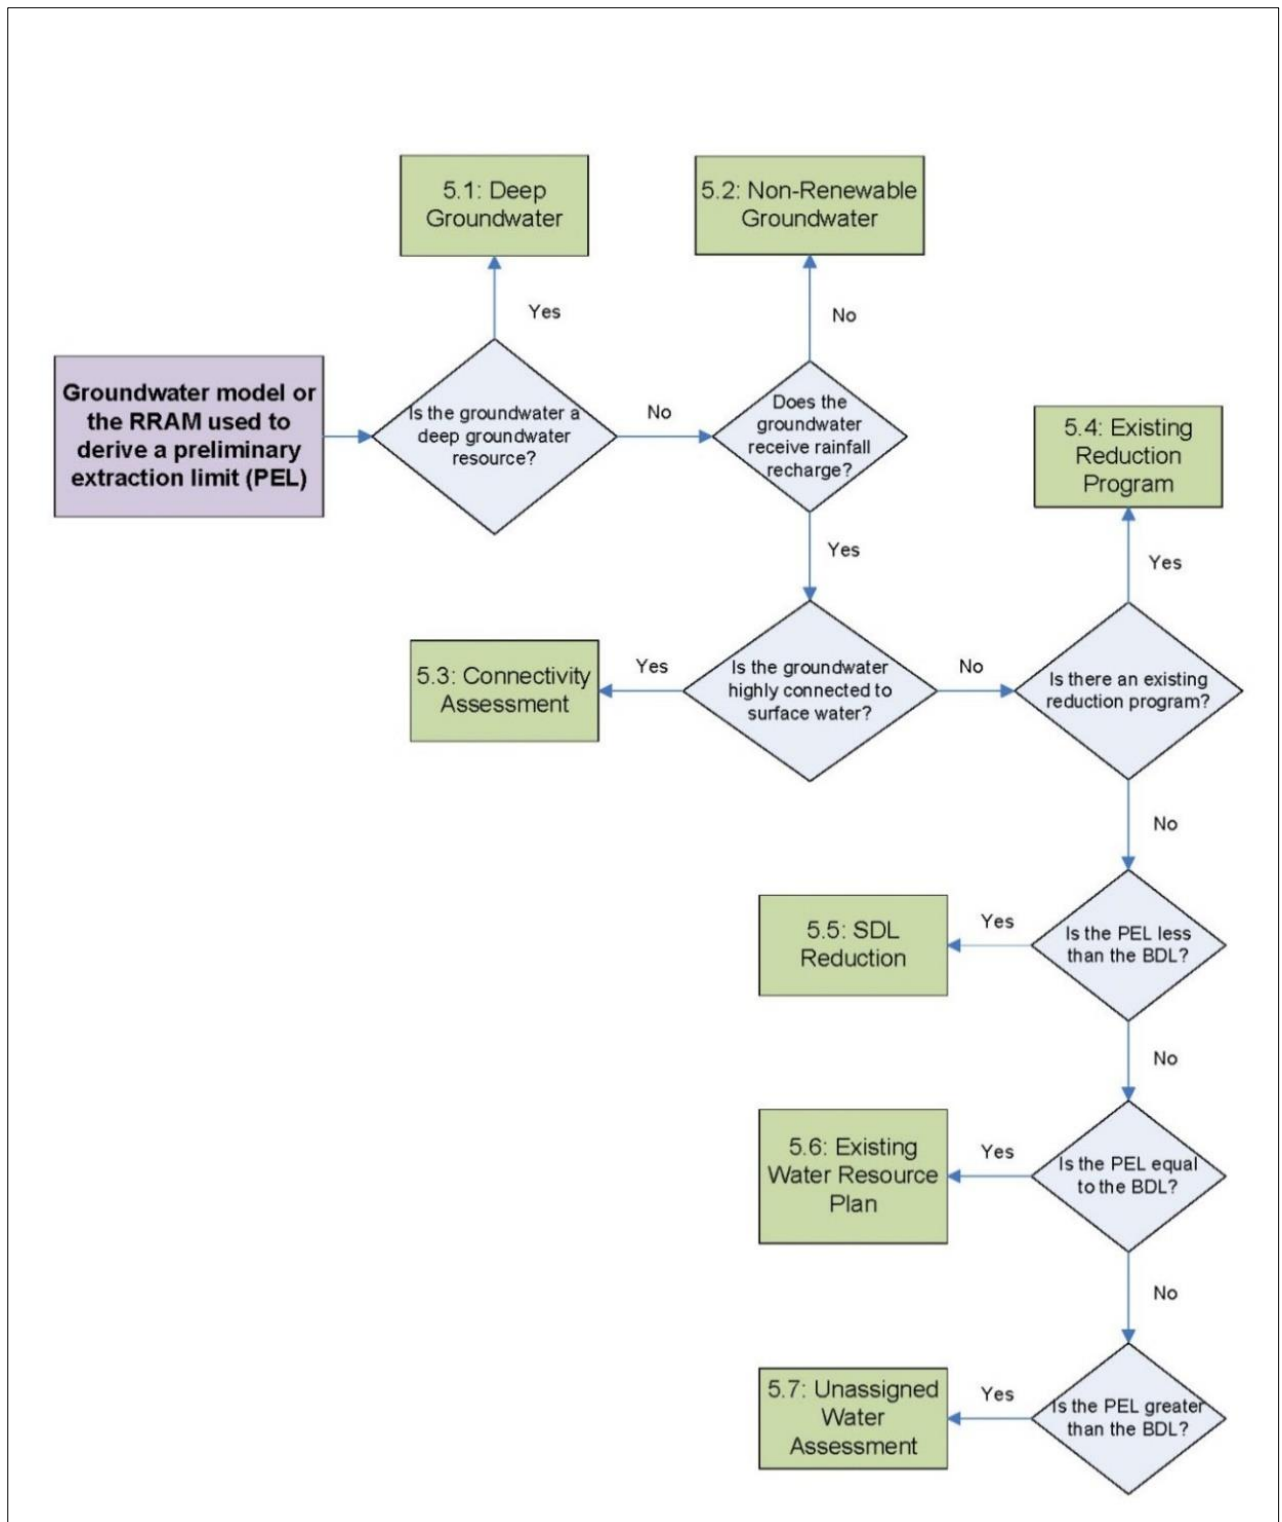 5.1: Deep
Groundwater
5.2: Non-Renewable
Groundwater
Yes
No
Groundwater model or
the RRAM used to
derive a preliminary
extraction limit (PEL)
Is the groundwater a
deep groundwater
resource?
No
Does the
groundwater
receive rainfall
recharge?
5.4: Existing
Reduction
Program
Yes
Yes
5.3: Connectivity
Assessment
Yes
Is the groundwater
highly connected to
surface water?
No
Is there an existing
reduction program?
No
5.5: SDL
Reduction
Yes
Is the PEL less
than the BDL?
No
5.6: Existing
Water Resource
Plan
Yes
Is the PEL equal
to the BDL?
No
5.7: Unassigned
Water
Assessment
Yes
Is the PEL greater
than the BDL?